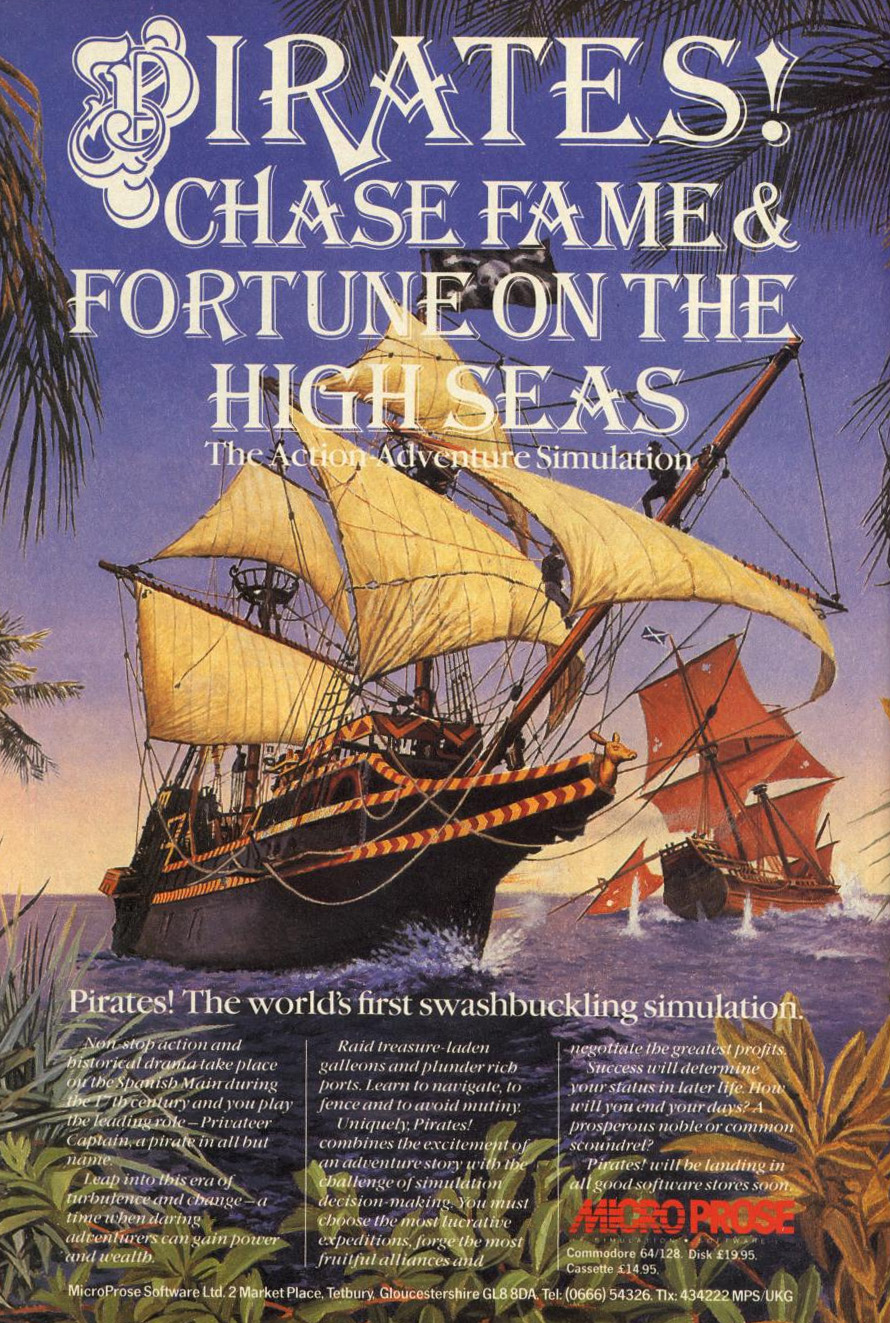 PIRATES!
CHASE FAME &
FORTUNE ON THE
HIGH SEAS
The Action-Adventure Simulation
Pirates! The world's first swashbuckling simulation.
Non-stop action and
historical drama take place
on the Spanish Main during
the 17th century and you play
the leading role – Privateer
Captain, a pirate in all but
name.
Leap into this era of
turbulence and change – a
time when daring
adventurers can gain power
and wealth.
Raid treasure-laden
galleons and plunder rich
ports. Learn to navigate, to
fence and to avoid mutiny.
Uniquely, Pirates!
combines the excitement of
an adventure story with the
challenge of simulation
decision-making. You must
choose the most lucrative
expeditions, forge the most
fruitful alliances and
negotiate the greatest profits.
Success will determine
your status in later life. How
will you end your days? A
prosperous noble or common
scoundrel?
Pirates! will be landing in
all good software stores soon.
MICRO PROSE
SIMULATION • SOFTWARE
Commodore 64/128. Disk £19.95.
Cassette £14.95.
MicroProse Software Ltd. 2 Market Place, Tetbury, Gloucestershire GL8 8DA. Tel: (0666) 54326. Tlx: 434222 MPS/UKG